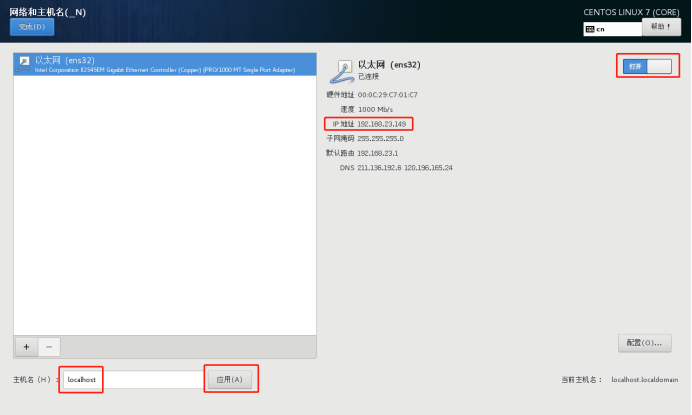 网络和主机名(_N)
CENTOS LINUX 7 (CORE)
完成(D)
cn
帮助！
以太网（ens32）
Intel Corporation 82545EM Gigabit Ethernet Controller (Copper) (PRO/1000 MT Single Port Adapter)
以太网（ens32）
已连接
打开
硬件地址 00:0C:29:C7:01:C7
速度 1000 Mb/s
IP 地址 192.168.23.149
子网掩码 255.255.255.0
默认路由 192.168.23.1
DNS 211.136.192.6 120.196.165.24
+ −
配置(O)...
主机名（H）： localhost 应用(A)
当前主机名： localhost.localdomain